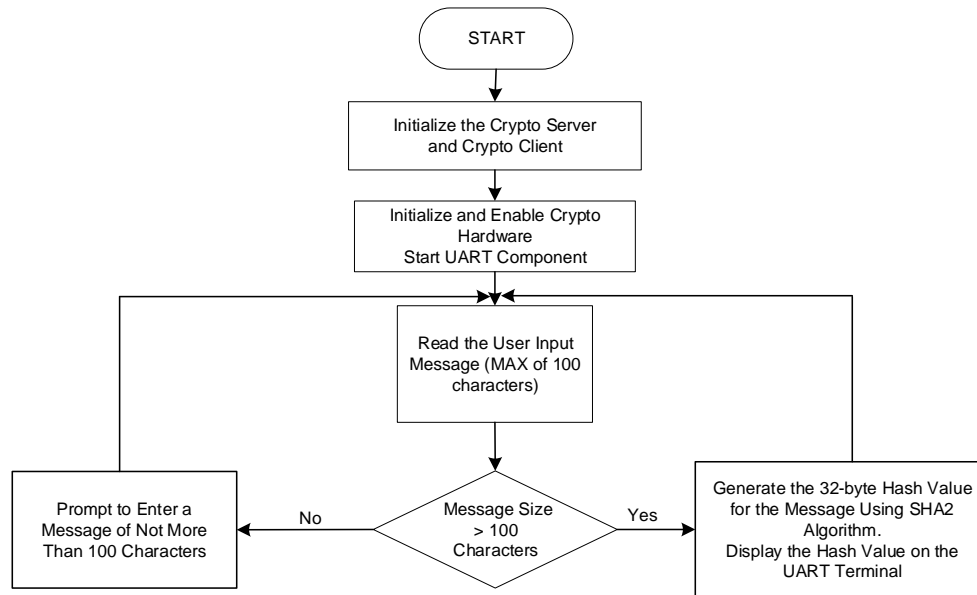 START
Initialize the Crypto Server
and Crypto Client
Initialize and Enable Crypto
Hardware
Start UART Component
Read the User Input
Message (MAX of 100
characters)
Message Size
> 100
Characters
No
Yes
Prompt to Enter a
Message of Not More
Than 100 Characters
Generate the 32-byte Hash Value
for the Message Using SHA2
Algorithm.
Display the Hash Value on the
UART Terminal